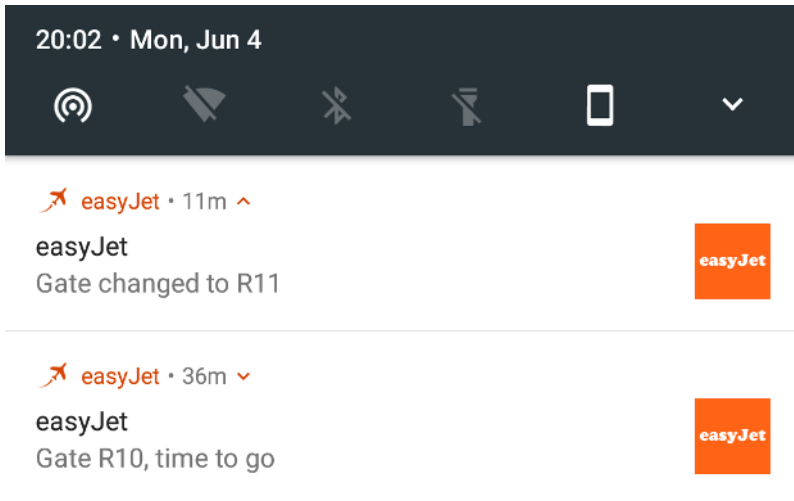 20:02 • Mon, Jun 4
easyJet • 11m
easyJet
Gate changed to R11
easyJet
easyJet • 36m
easyJet
Gate R10, time to go
easyJet